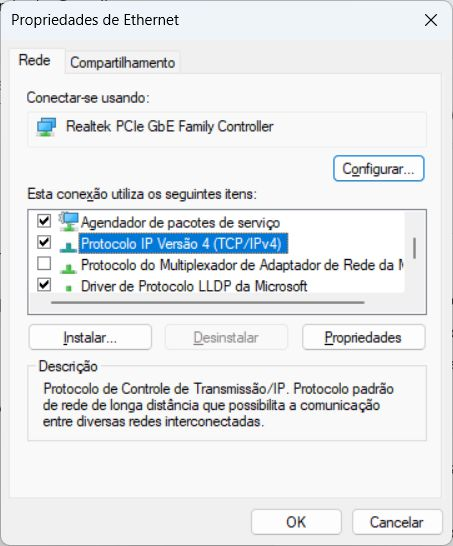 Propriedades de Ethernet
Rede
Compartilhamento
Conectar-se usando:
Realtek PCIe GbE Family Controller
Configurar...
Esta conexão utiliza os seguintes itens:
Agendador de pacotes de serviço
Protocolo IP Versão 4 (TCP/IPv4)
Protocolo do Multiplexador de Adaptador de Rede da
Driver de Protocolo LLDP da Microsoft
Instalar...
Desinstalar
Propriedades
Descrição
Protocolo de Controle de Transmissão/IP. Protocolo padrão
de rede de longa distância que possibilita a comunicação
entre diversas redes interconectadas.
OK
Cancelar